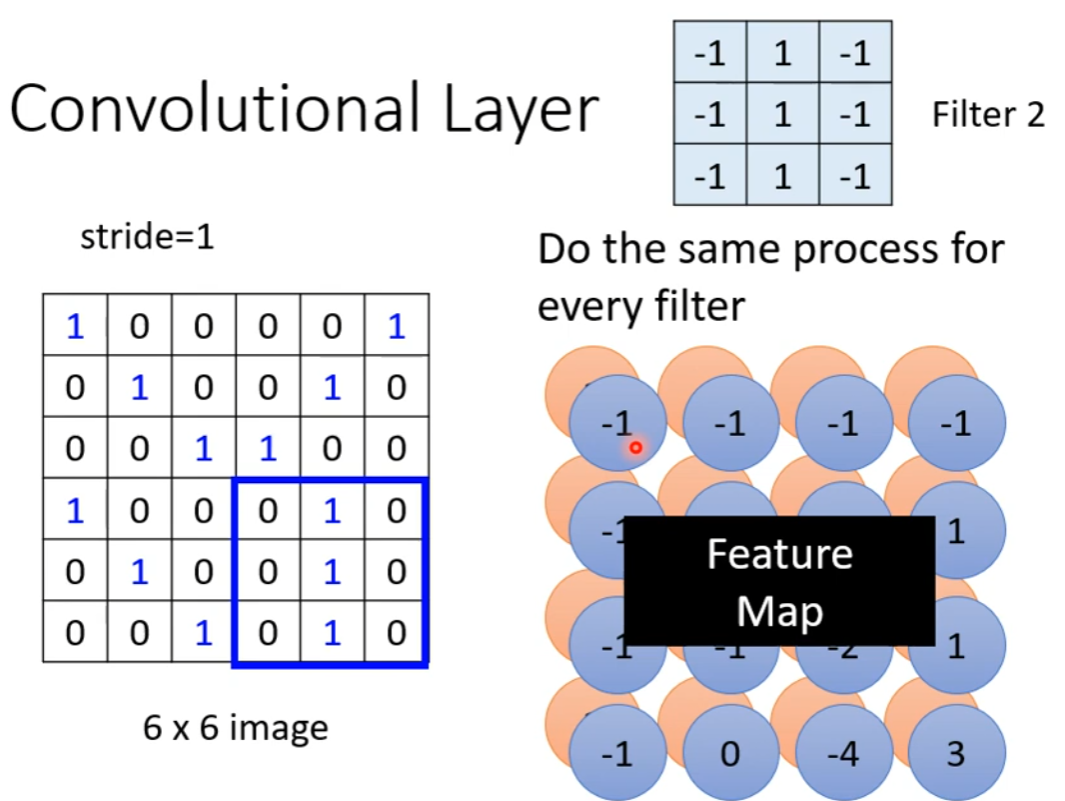 Convolutional Layer
-1 1 -1
-1 1 -1
-1 1 -1
Filter 2
stride=1
Do the same process for
every filter
1 0 0 0 0 1
0 1 0 0 1 0
0 0 1 1 0 0
1 0 0 0 1 0
0 1 0 0 1 0
0 0 1 0 1 0
6 x 6 image
-1 -1 -1 -1
-1 1
Feature
Map
-1 -1 -2 1
-1 0 -4 3